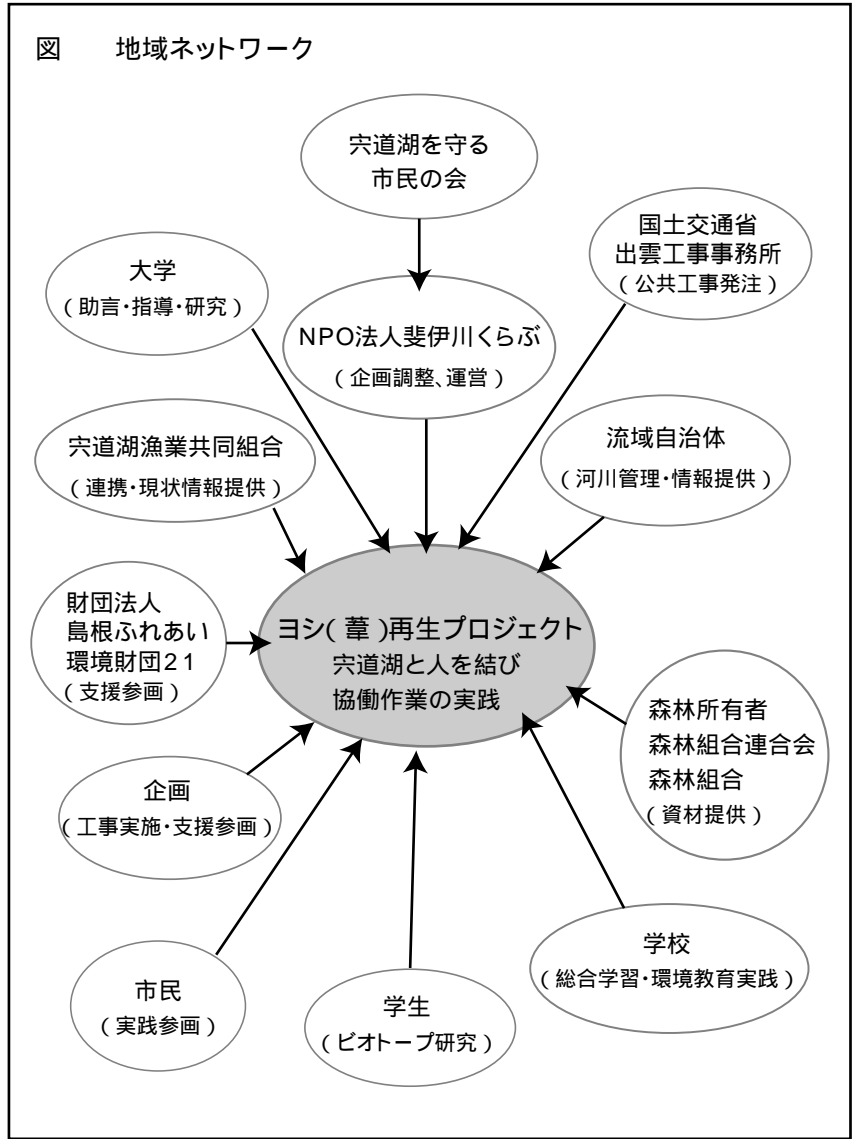 図 地域ネットワーク
宍道湖を守る
市民の会
国土交通省
出雲工事事務所
(公共工事発注)
大学
(助言・指導・研究)
NPO法人斐伊川くらぶ
(企画調整、運営)
宍道湖漁業共同組合
(連携・現状情報提供)
流域自治体
(河川管理・情報提供)
財団法人
島根ふれあい
環境財団21
(支援参画)
ヨシ(葦)再生プロジェクト
宍道湖と人を結び
協働作業の実践
森林所有者
森林組合連合会
森林組合
(資材提供)
企画
(工事実施・支援参画)
学校
(総合学習・環境教育実践)
市民
(実践参画)
学生
(ビオトープ研究)